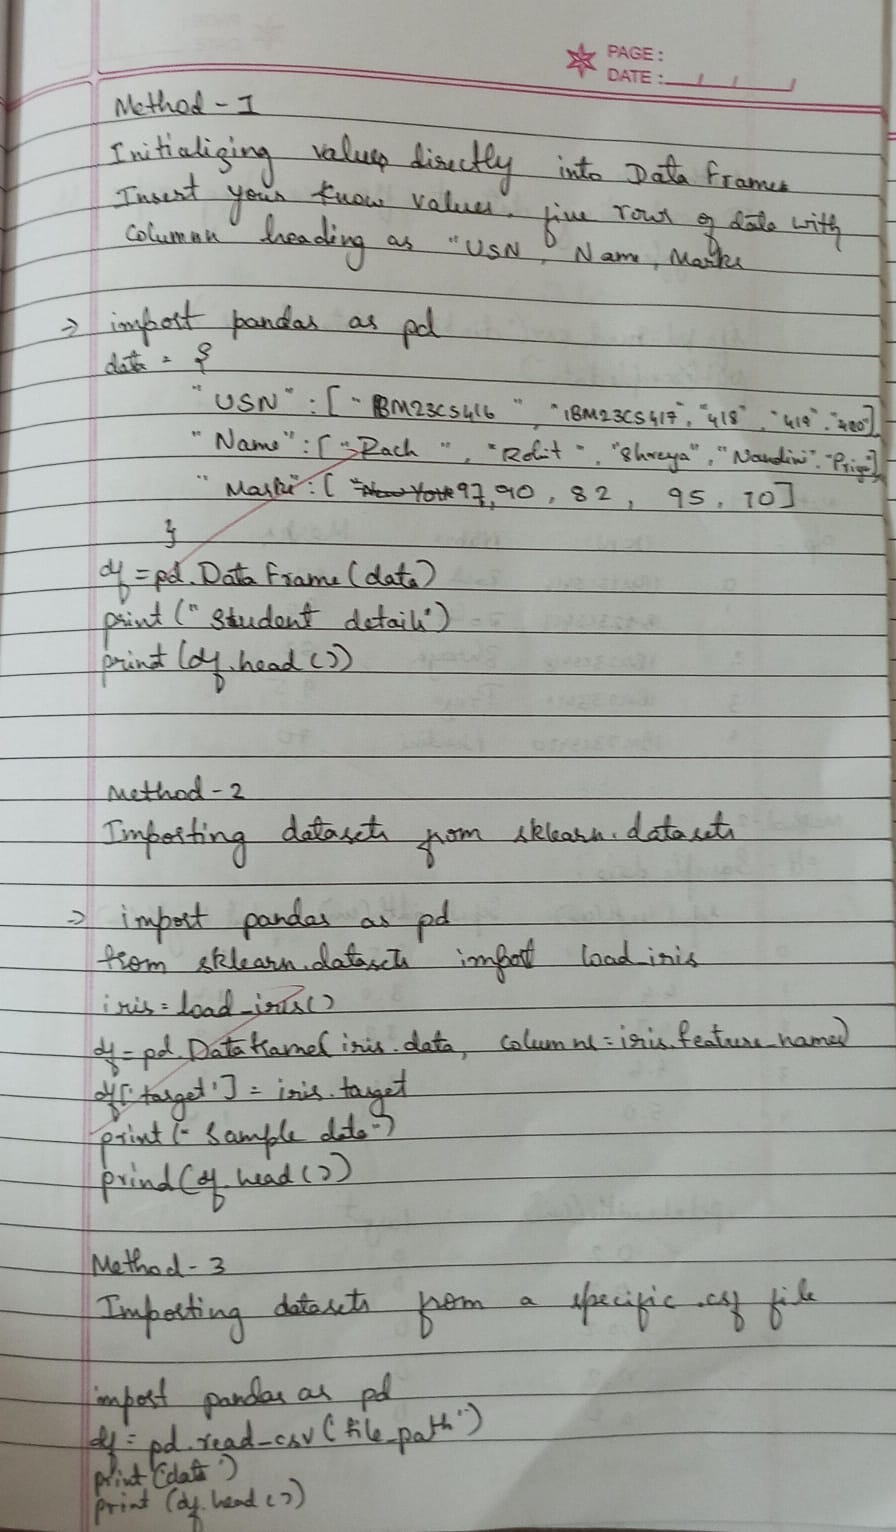 PAGE:
DATE:
Method - I
Initializing values directly into Data Frames
Insert your know values, five rows of data with
column heading as "USN, Name, Marks
→ import pandas as pd
data = {
"USN" : [ "1BM23CS416 ", "1BM23CS417", "418", "419", "420"]
"Name" : [ " Rach ", "Rohit ", "Shreya", "Nandini", "Priya"]
"Marks" : [ "New York 97, 90, 82, 95, 70]
}
df = pd.DataFrame(data)
print (" Student details")
print (df.head())
Method - 2
Importing datasets from sklearn.datasets
→ import pandas as pd
from sklearn.datasets import load_iris
iris = load_iris()
df = pd.DataFrame(iris.data, columns = iris.feature_names)
df['target'] = iris.target
print (" Sample data")
prind(df.head())
Method - 3
Importing datasets from a specific .csv file
import pandas as pd
df = pd.read_csv(file_path")
print("data")
print (df.head())